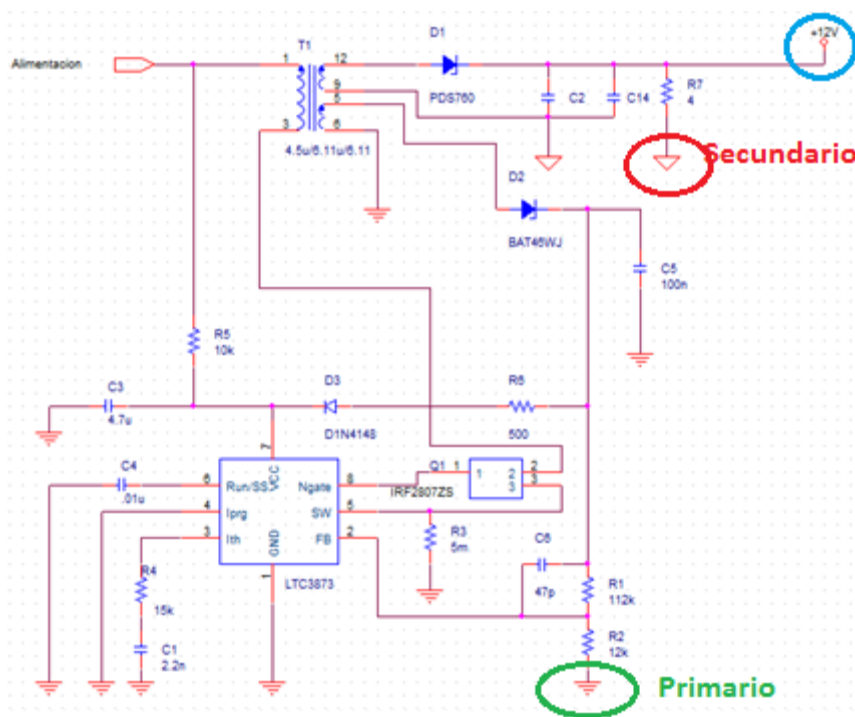 Alimentacion
1
T1
12
9
5
3
6
4.5u/6.11u/6.11
D1
PDS760
C2
C14
R7
4
+12V
Secundario
D2
BAT46WJ
C5
100n
R5
10k
C3
4.7u
D3
D1N4148
R6
500
C4
.01u
7
VCC
6
Run/SS
Ngate
8
4
Iprg
SW
5
3
Ith
FB
2
GND
1
LTC3873
Q1
1
1
2
2
3
3
IRF2807ZS
R3
5m
C6
47p
R4
15k
C1
2.2n
R1
112k
R2
12k
Primario